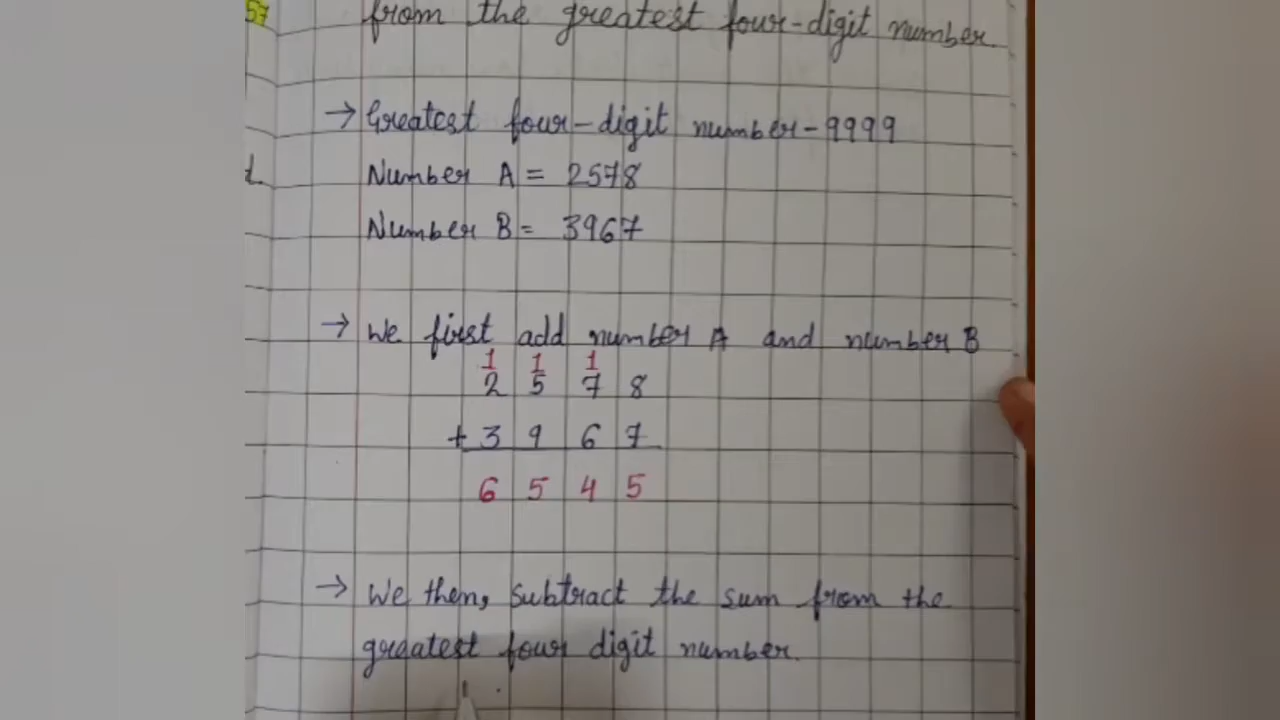 57
from the greatest four-digit number
→ Greatest four-digit number - 9999
Number A = 2578
Number B = 3967
→ We first add number A and number B
1 1 1
2 5 7 8
+ 3 9 6 7
6 5 4 5
→ We then, subtract the sum from the
greatest four digit number.